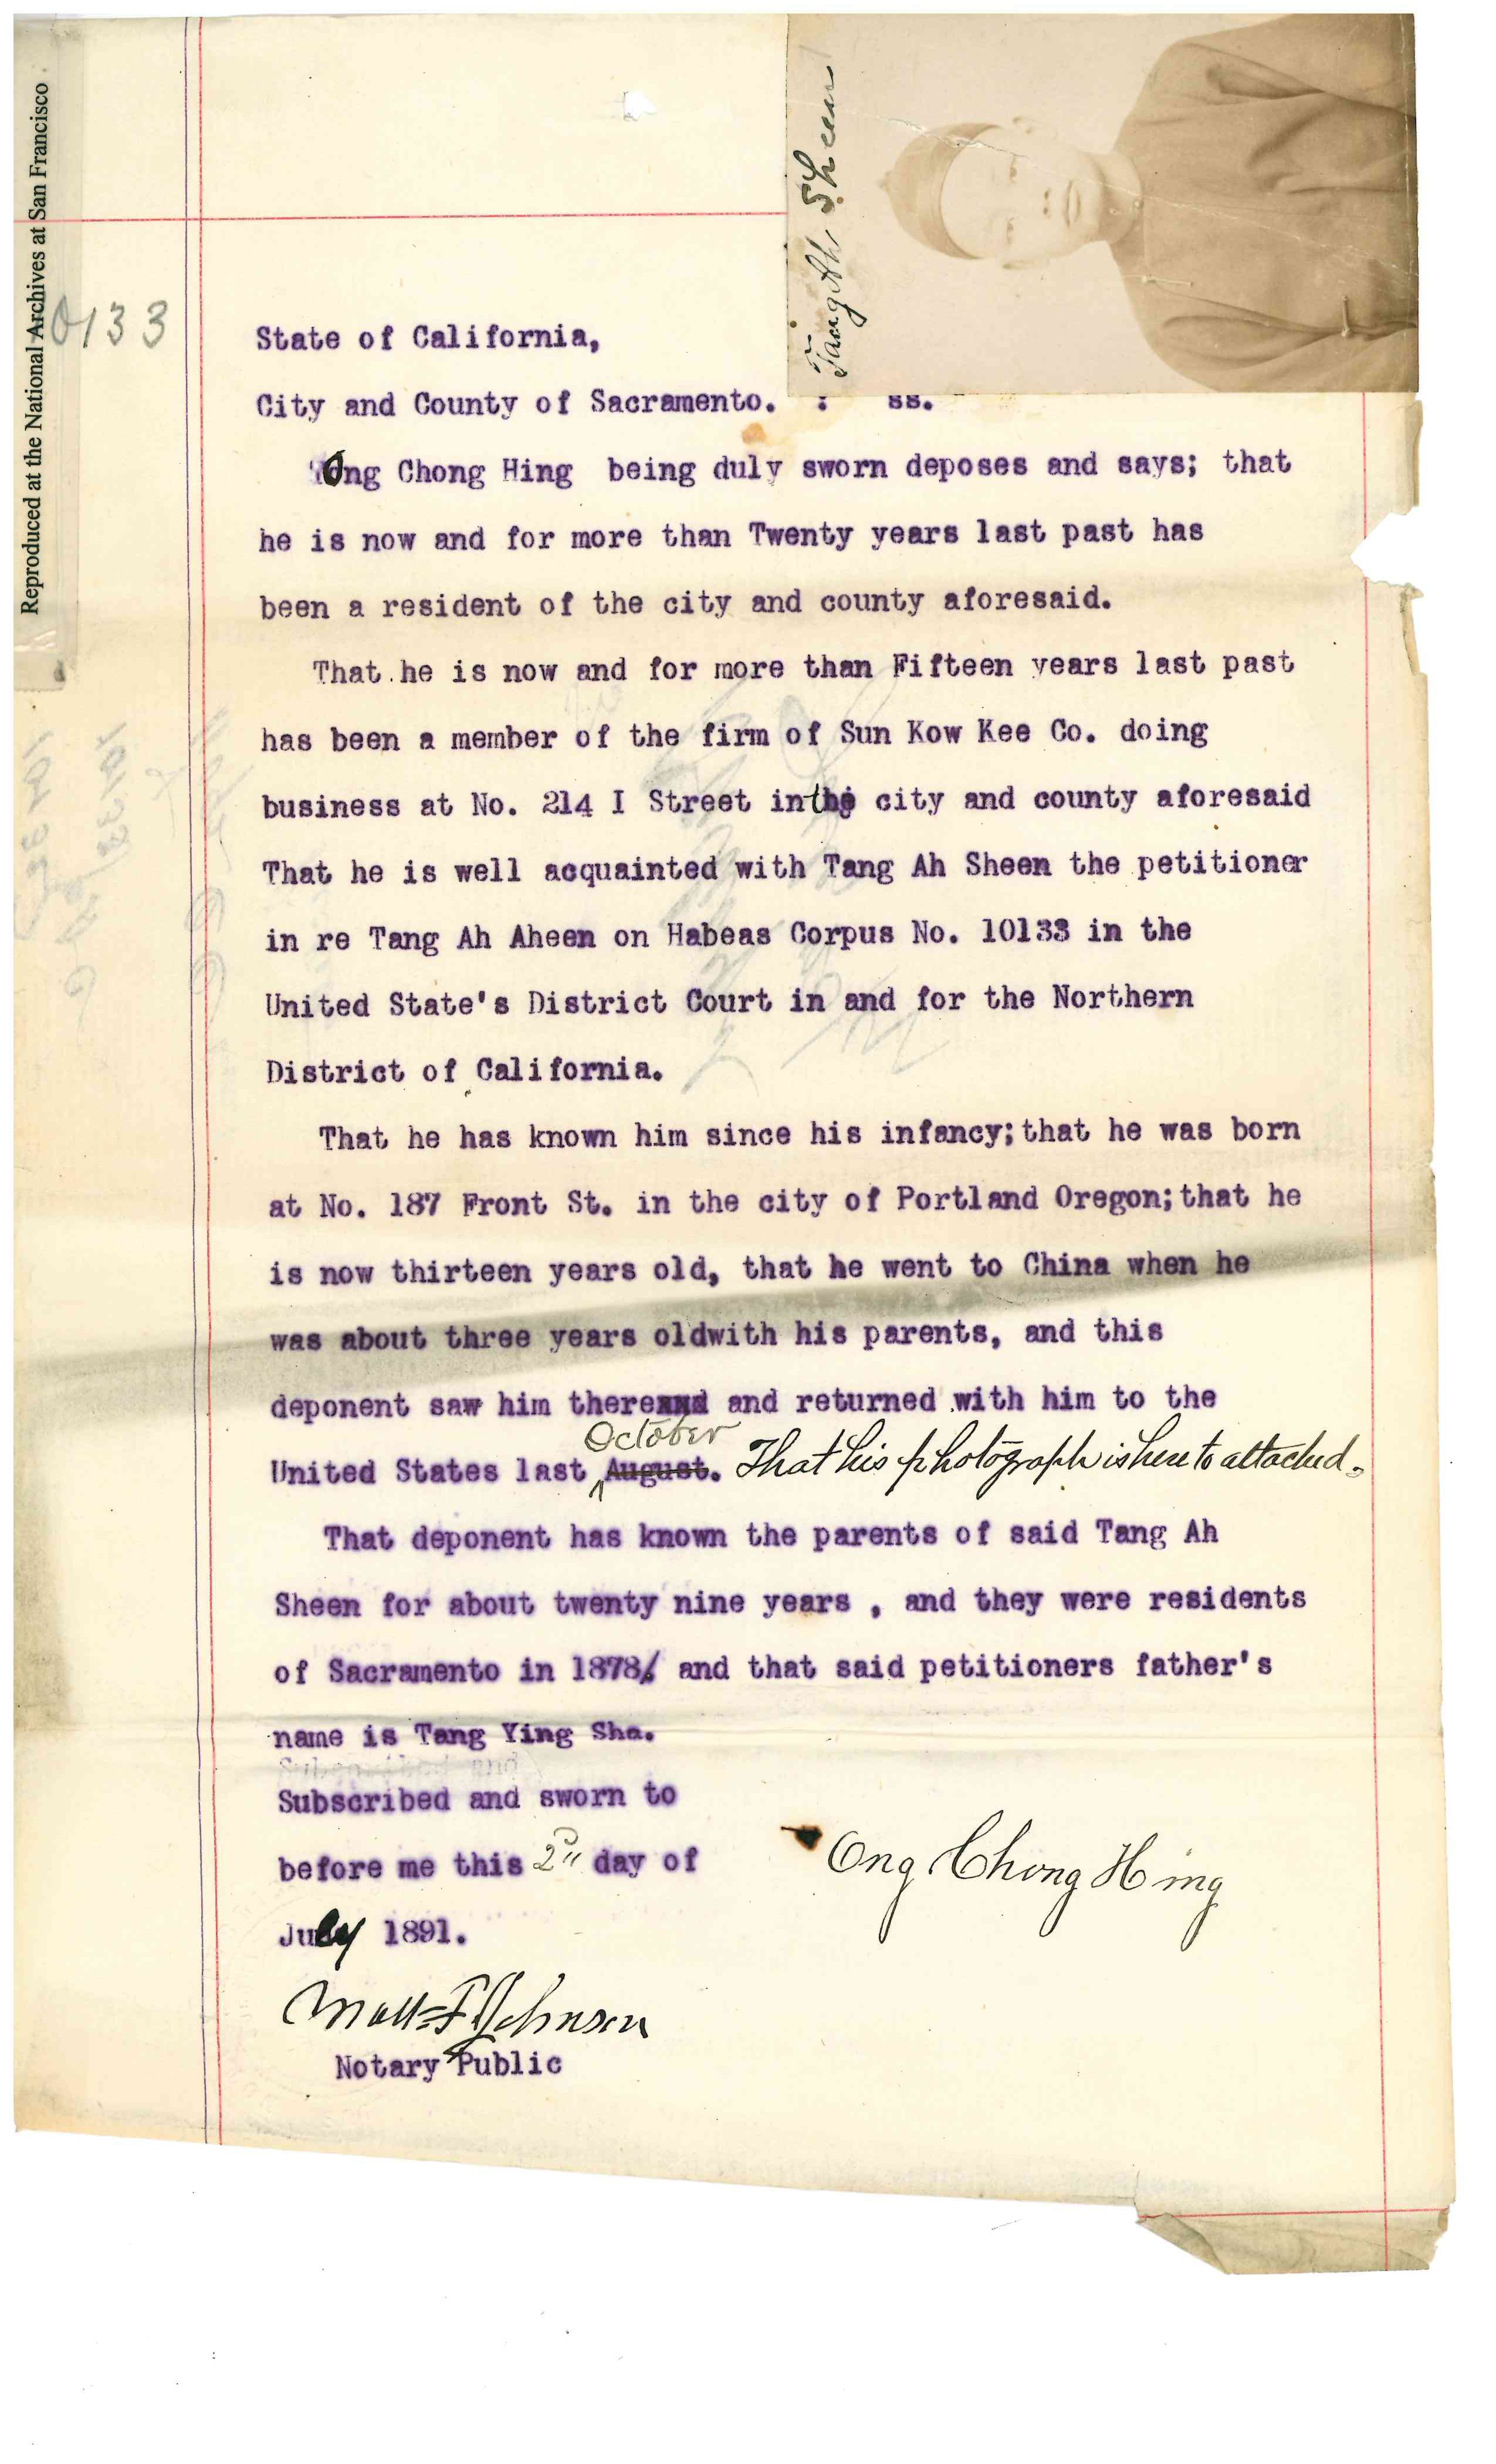 Reproduced at the National Archives at San Francisco
Tang Ah Sheen
0133
State of California,
City and County of Sacramento. : ss.
Ong Chong Hing being duly sworn deposes and says; that
he is now and for more than Twenty years last past has
been a resident of the city and county aforesaid.
That he is now and for more than Fifteen years last past
has been a member of the firm of Sun Kow Kee Co. doing
business at No. 214 I Street in the city and county aforesaid
That he is well acquainted with Tang Ah Sheen the petitioner
in re Tang Ah Aheen on Habeas Corpus No. 10133 in the
United State's District Court in and for the Northern
District of California.
That he has known him since his infancy; that he was born
at No. 187 Front St. in the city of Portland Oregon; that he
is now thirteen years old, that he went to China when he
was about three years oldwith his parents, and this
deponent saw him there and and returned with him to the
October
United States last August. That his photograph is hereto attached.
That deponent has known the parents of said Tang Ah
Sheen for about twenty nine years , and they were residents
of Sacramento in 1878 and that said petitioners father's
name is Tang Ying Sha.
Subscribed and sworn to
before me this 2" day of
July 1891.
Ong Chong Hing
Matt F Johnson
Notary Public